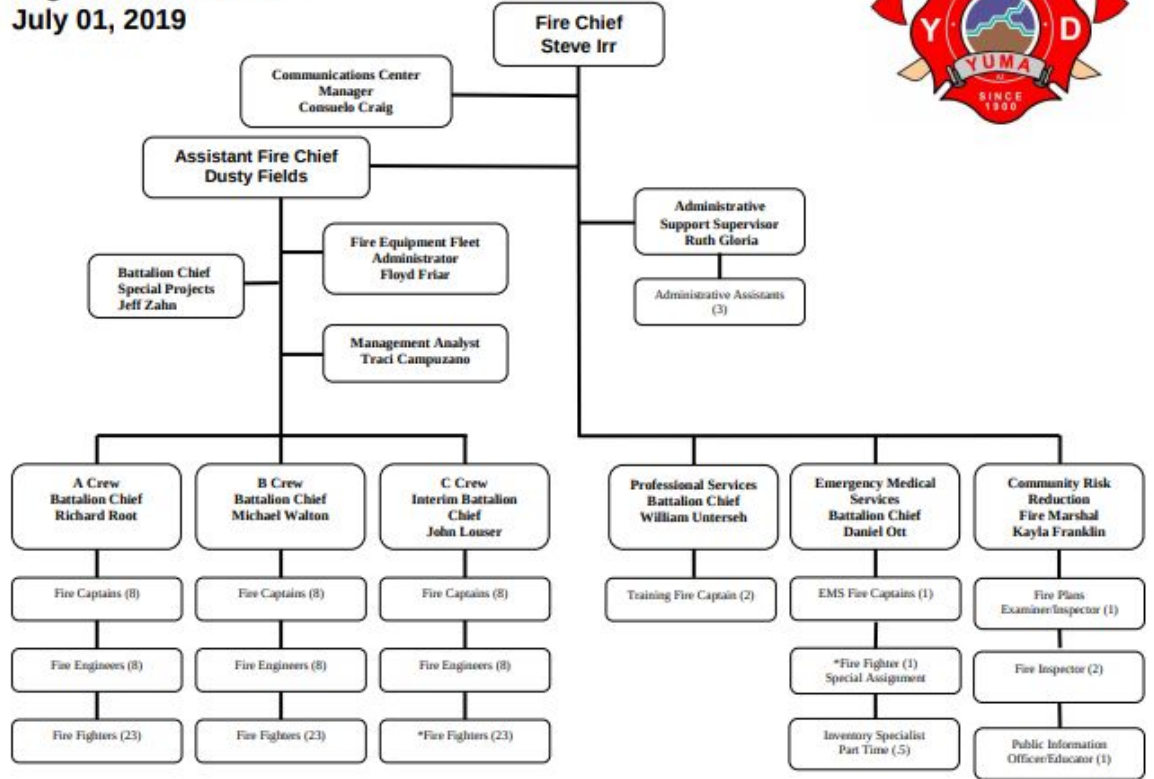 July 01, 2019
Fire Chief
Steve Irr
Y
D
YUMA
AZ
SINCE
1900
Communications Center
Manager
Consuelo Craig
Assistant Fire Chief
Dusty Fields
Administrative
Support Supervisor
Ruth Gloria
Fire Equipment Fleet
Administrator
Floyd Friar
Battalion Chief
Special Projects
Jeff Zahn
Administrative Assistants
(3)
Management Analyst
Traci Campuzano
A Crew
Battalion Chief
Richard Root
B Crew
Battalion Chief
Michael Walton
C Crew
Interim Battalion
Chief
John Louser
Professional Services
Battalion Chief
William Unterseh
Emergency Medical
Services
Battalion Chief
Daniel Ott
Community Risk
Reduction
Fire Marshal
Kayla Franklin
Fire Captains (8)
Fire Captains (8)
Fire Captains (8)
Training Fire Captain (2)
EMS Fire Captains (1)
Fire Plans
Examiner/Inspector (1)
Fire Engineers (8)
Fire Engineers (8)
Fire Engineers (8)
*Fire Fighter (1)
Special Assignment
Fire Inspector (2)
Fire Fighters (23)
Fire Fighters (23)
*Fire Fighters (23)
Inventory Specialist
Part Time (.5)
Public Information
Officer/Educator (1)